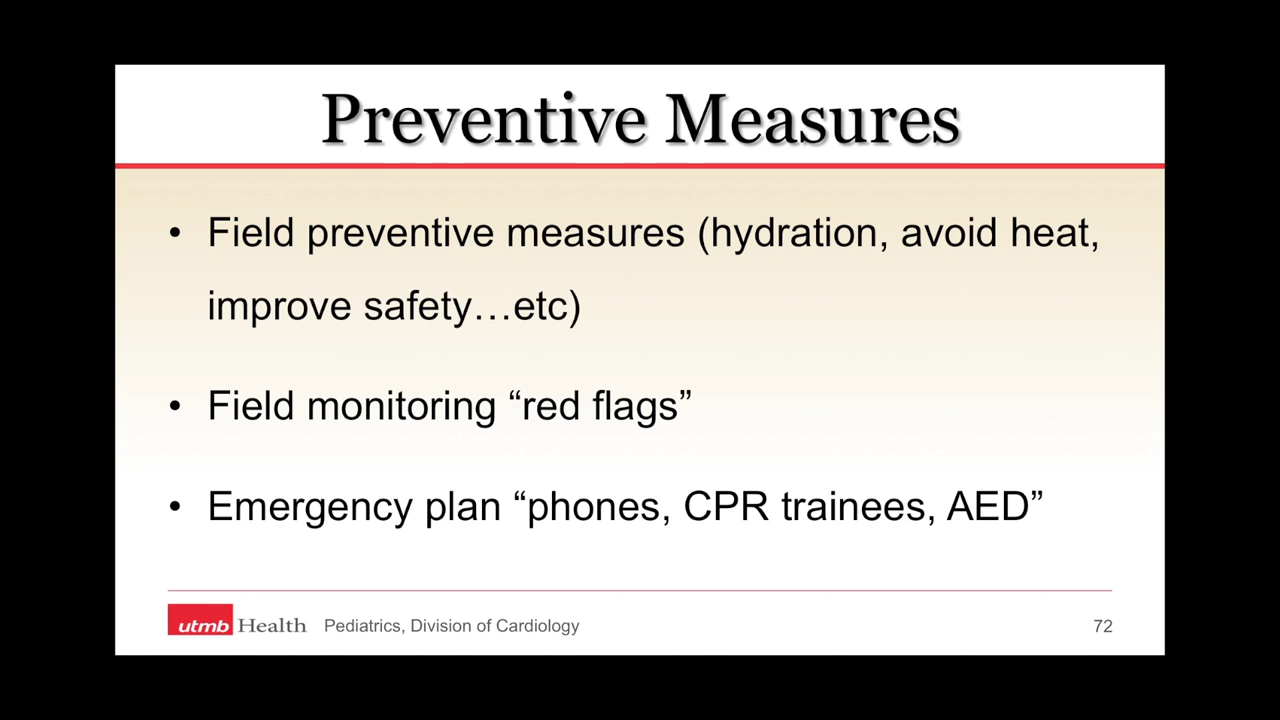 Preventive Measures
• Field preventive measures (hydration, avoid heat,
improve safety…etc)
• Field monitoring “red flags”
• Emergency plan “phones, CPR trainees, AED”
utmb Health Pediatrics, Division of Cardiology 72